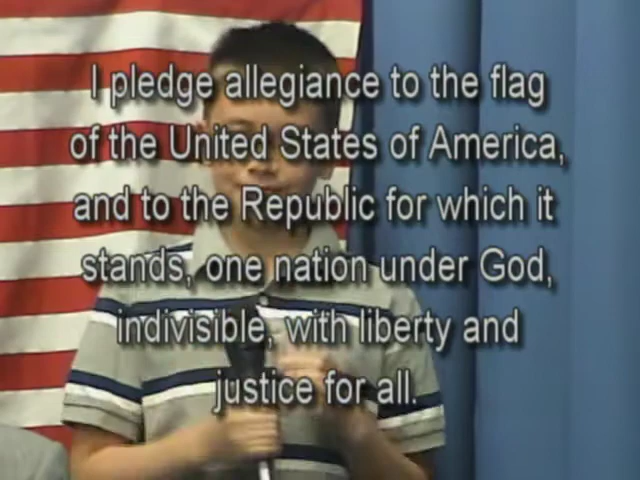 I pledge allegiance to the flag
of the United States of America,
and to the Republic for which it
stands, one nation under God,
indivisible, with liberty and
justice for all.